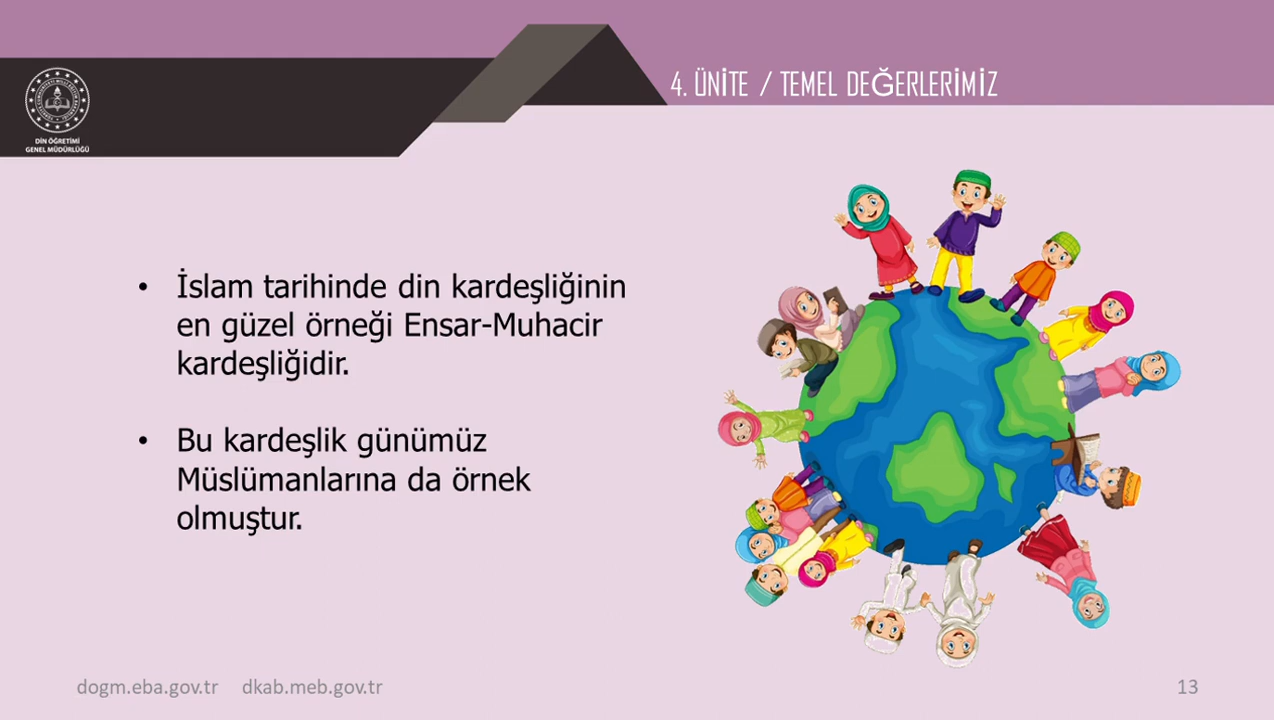 4. ÜNİTE / TEMEL DEĞERLERİMİZ
DİN ÖĞRETİMİ
GENEL MÜDÜRLÜĞÜ
• İslam tarihinde din kardeşliğinin
en güzel örneği Ensar-Muhacir
kardeşliğidir.
• Bu kardeşlik günümüz
Müslümanlarına da örnek
olmuştur.
dogm.eba.gov.tr dkab.meb.gov.tr
13